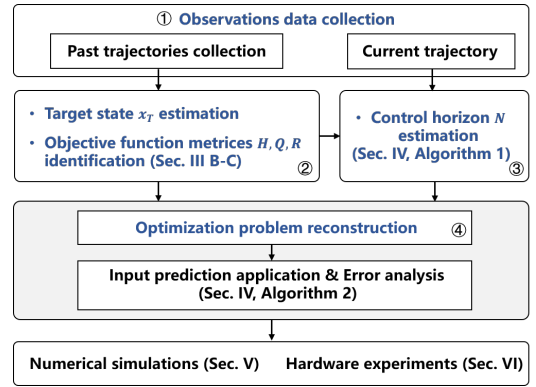 ① Observations data collection
Past trajectories collection
Current trajectory
• Target state x_T estimation
• Objective function metrices H, Q, R
identification (Sec. III B-C)
②
• Control horizon N
estimation
(Sec. IV, Algorithm 1)
③
Optimization problem reconstruction ④
Input prediction application & Error analysis
(Sec. IV, Algorithm 2)
Numerical simulations (Sec. V) Hardware experiments (Sec. VI)